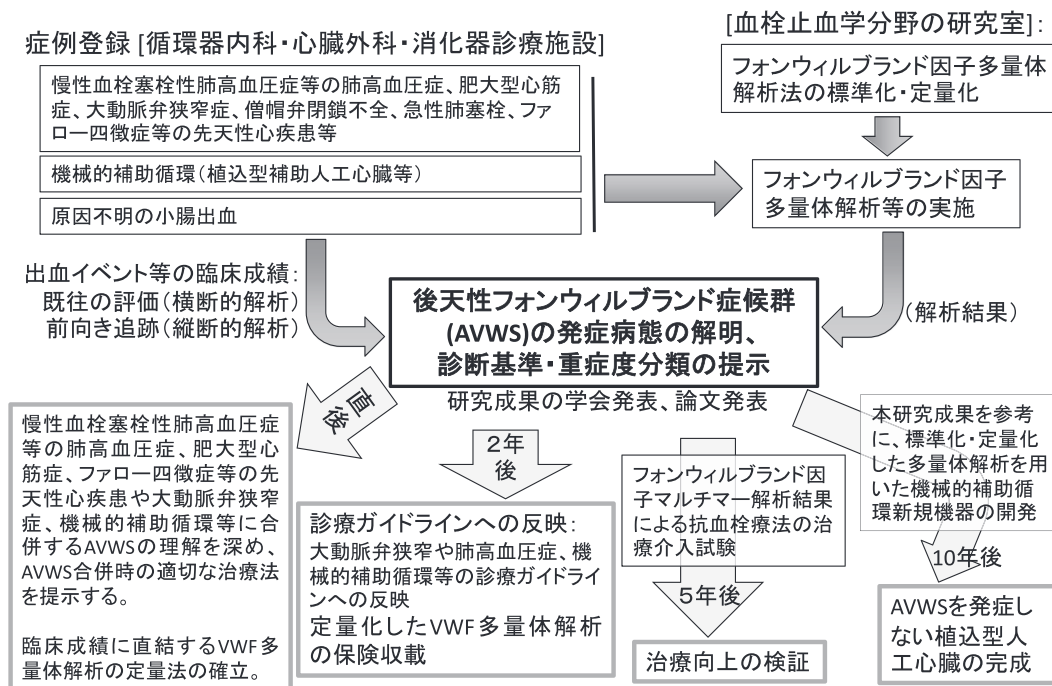 症例登録 [循環器内科・心臓外科・消化器診療施設]
慢性血栓塞栓性肺高血圧症等の肺高血圧症、肥大型心筋
症、大動脈弁狭窄症、僧帽弁閉鎖不全、急性肺塞栓、ファ
ロー四徴症等の先天性心疾患等
機械的補助循環(植込型補助人工心臓等)
原因不明の小腸出血
[血栓止血学分野の研究室]:
フォンウィルブランド因子多量体
解析法の標準化・定量化
フォンウィルブランド因子
多量体解析等の実施
出血イベント等の臨床成績:
既往の評価(横断的解析)
前向き追跡(縦断的解析)
後天性フォンウィルブランド症候群
(AVWS)の発症病態の解明、
診断基準・重症度分類の提示
(解析結果)
研究成果の学会発表、論文発表
直後
慢性血栓塞栓性肺高血圧症
等の肺高血圧症、肥大型心
筋症、ファロー四徴症等の先
天性心疾患や大動脈弁狭窄
症、機械的補助循環等に合
併するAVWSの理解を深め、
AVWS合併時の適切な治療法
を提示する。
臨床成績に直結するVWF多
量体解析の定量法の確立。
2年
後
診療ガイドラインへの反映:
大動脈弁狭窄や肺高血圧症、機
械的補助循環等の診療ガイドライ
ンへの反映
定量化したVWF多量体解析
の保険収載
フォンウィルブランド因
子マルチマー解析結果
による抗血栓療法の治
療介入試験
5年後
治療向上の検証
本研究成果を参考
に、標準化・定量化
した多量体解析を用
いた機械的補助循
環新規機器の開発
10年後
AVWSを発症し
ない植込型人
工心臓の完成